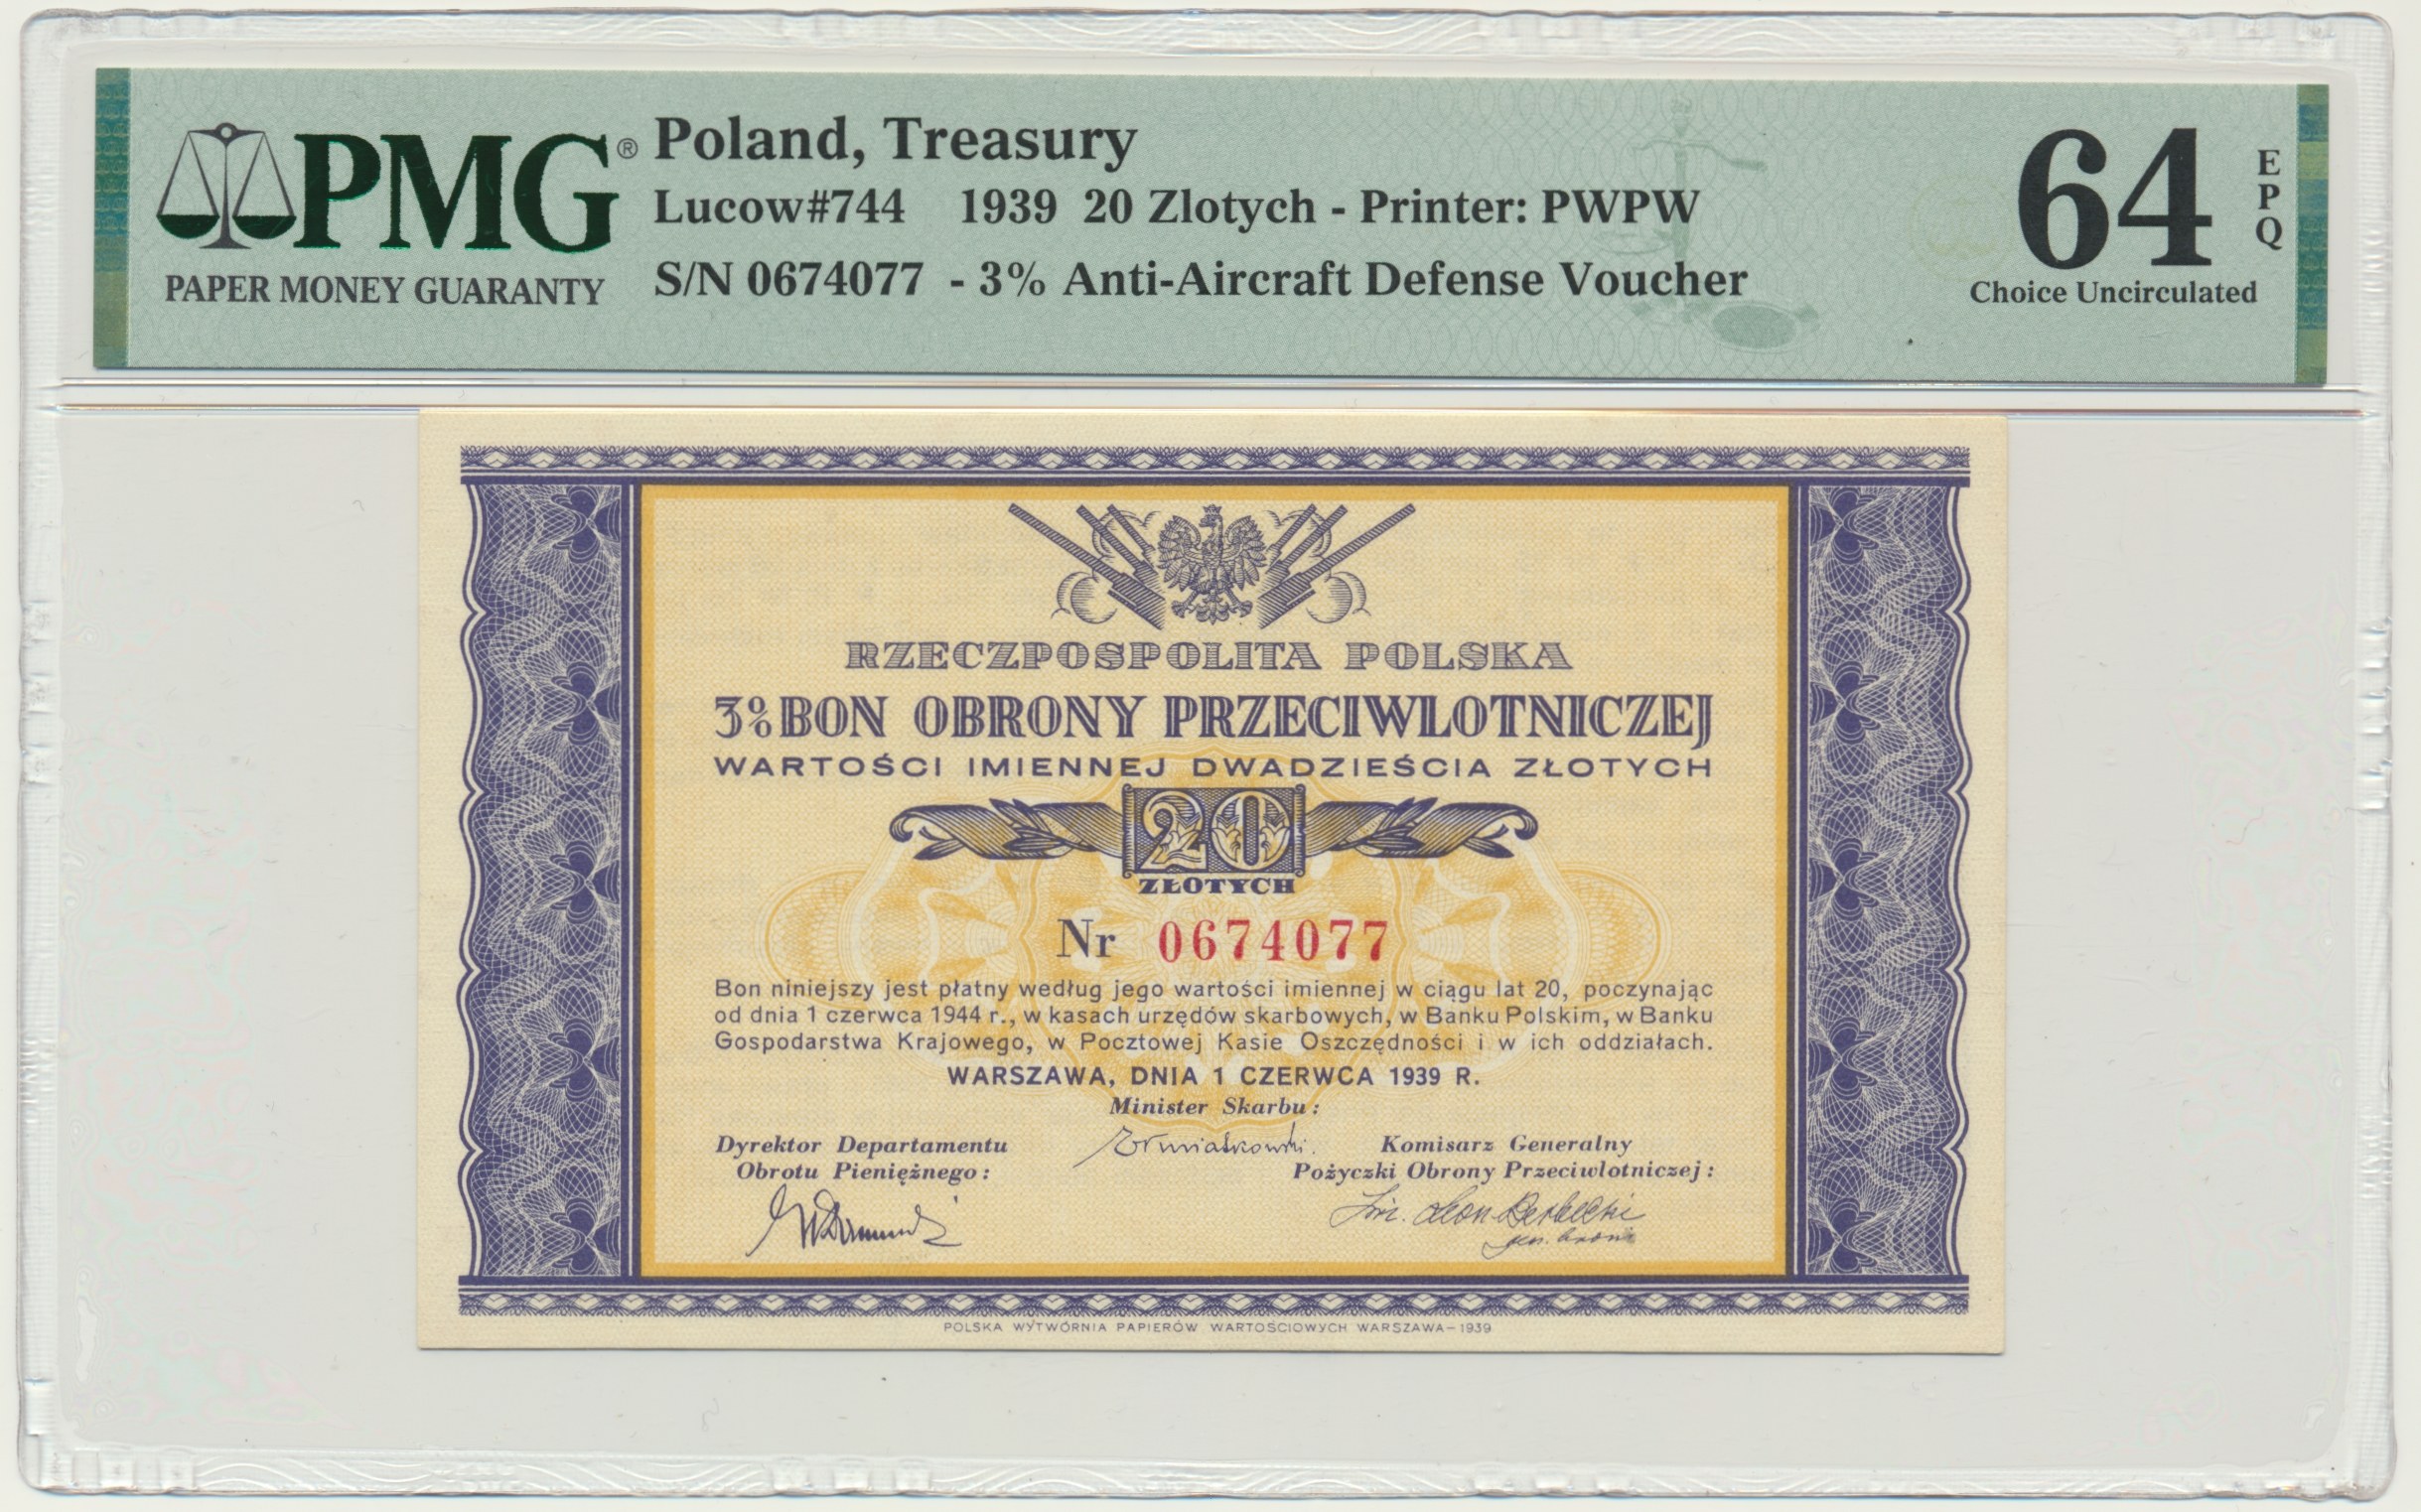 PMG®
PAPER MONEY GUARANTY
Poland, Treasury
Lucow#744 1939 20 Zlotych - Printer: PWPW
S/N 0674077 - 3% Anti-Aircraft Defense Voucher
64
EPQ
Choice Uncirculated
RZECZPOSPOLITA POLSKA
3% BON OBRONY PRZECIWLOTNICZEJ
WARTOŚCI IMIENNEJ DWADZIEŚCIA ZŁOTYCH
20
ZŁOTYCH
Nr 0674077
Bon niniejszy jest płatny według jego wartości imiennej w ciągu lat 20, poczynając
od dnia 1 czerwca 1944 r., w kasach urzędów skarbowych, w Banku Polskim, w Banku
Gospodarstwa Krajowego, w Pocztowej Kasie Oszczędności i w ich oddziałach.
WARSZAWA, DNIA 1 CZERWCA 1939 R.
Minister Skarbu:
Dyrektor Departamentu
Obrotu Pieniężnego:
Komisarz Generalny
Pożyczki Obrony Przeciwlotniczej:
Leon Berbecki
gen. broni
POLSKA WYTWÓRNIA PAPIERÓW WARTOŚCIOWYCH WARSZAWA—1939